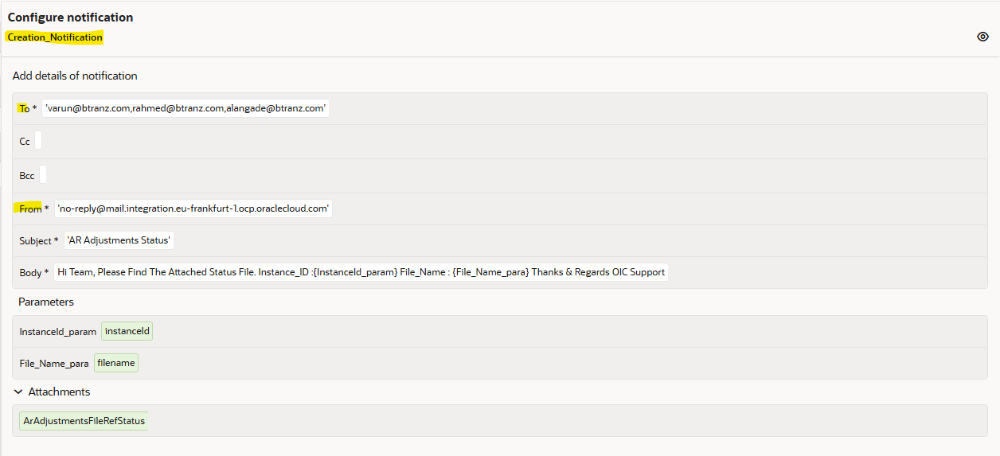 Configure notification
Creation_Notification
Add details of notification
To * 'varun@btranz.com,rahmed@btranz.com,alangade@btranz.com'
Cc
Bcc
From * 'no-reply@mail.integration.eu-frankfurt-1.ocp.oraclecloud.com'
Subject * 'AR Adjustments Status'
Body * Hi Team, Please Find The Attached Status File. Instance_ID :{InstanceId_param} File_Name : {File_Name_para} Thanks & Regards OIC Support
Parameters
InstanceId_param instanceId
File_Name_para filename
Attachments
ArAdjustmentsFileRefStatus